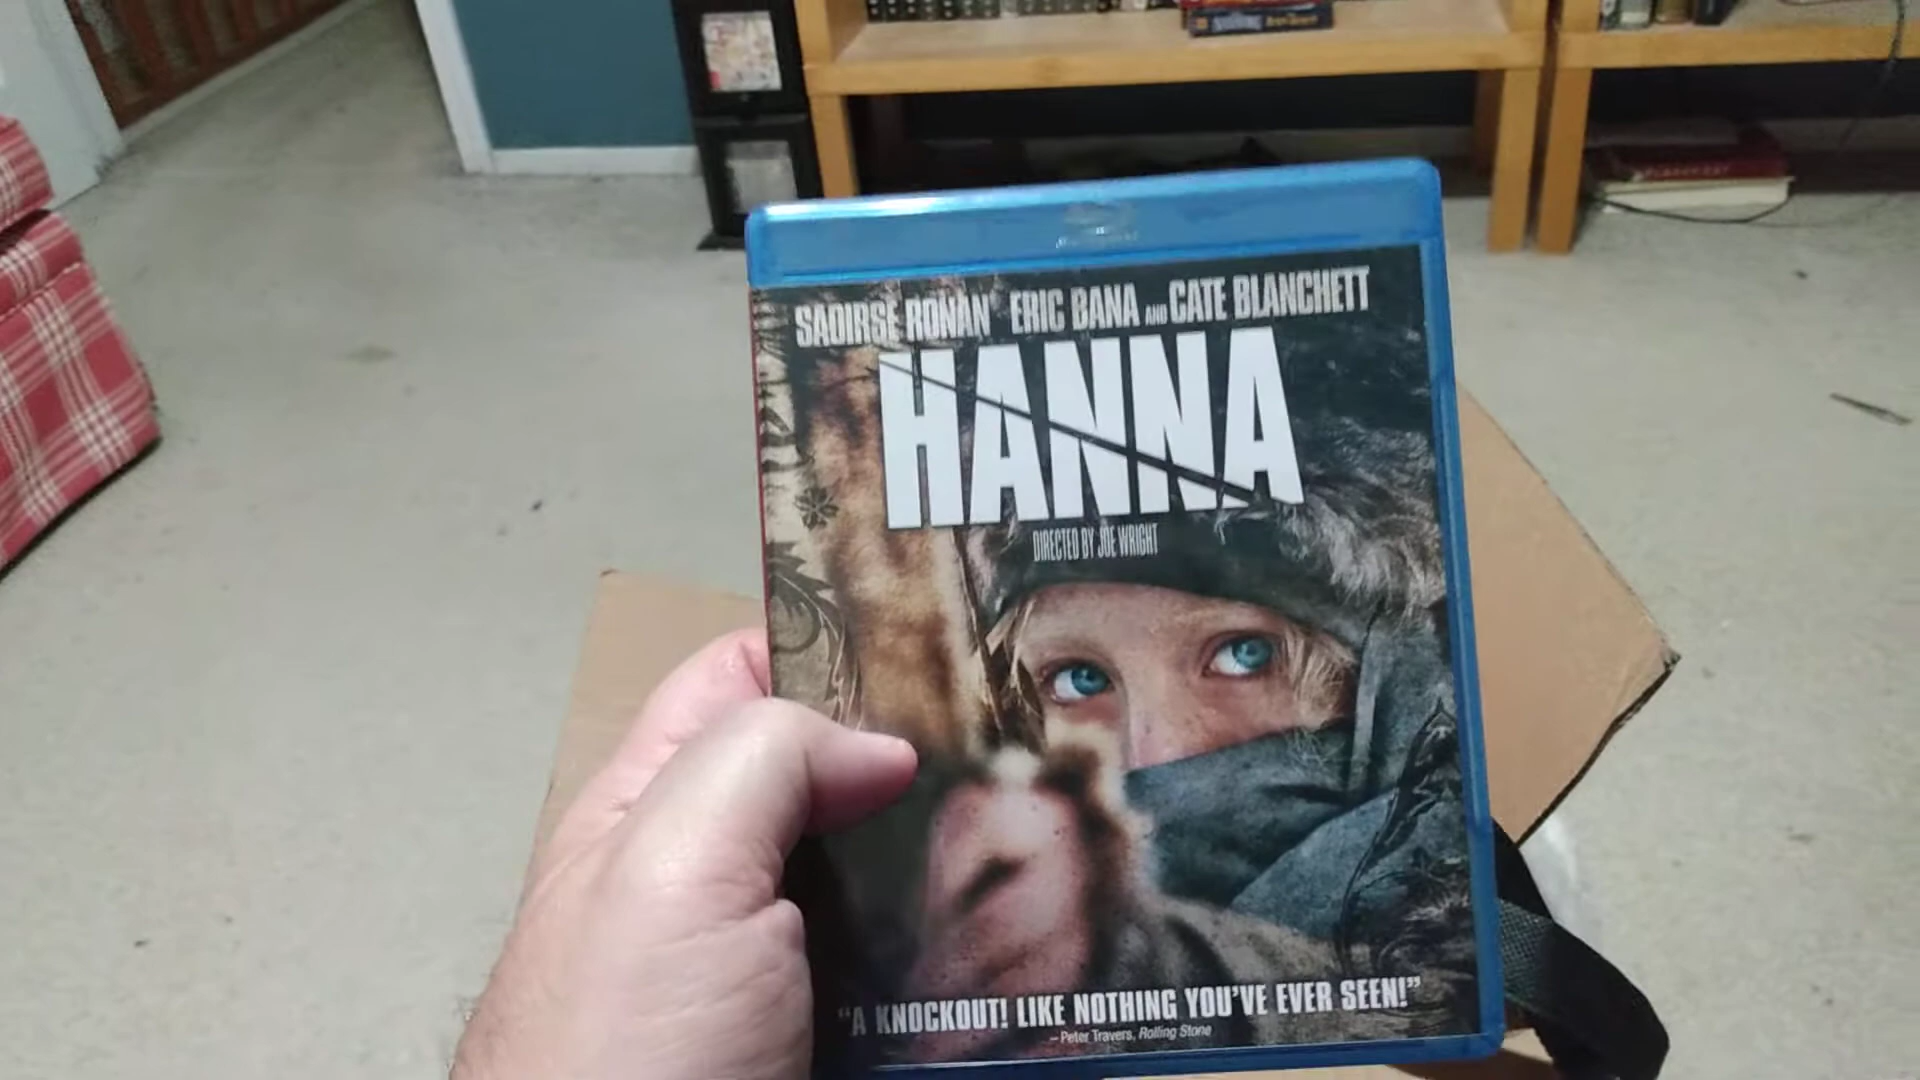 SAOIRSE RONAN ERIC BANA AND CATE BLANCHETT
HANNA
DIRECTED BY JOE WRIGHT
“A KNOCKOUT! LIKE NOTHING YOU’VE EVER SEEN!”
– Peter Travers, Rolling Stone